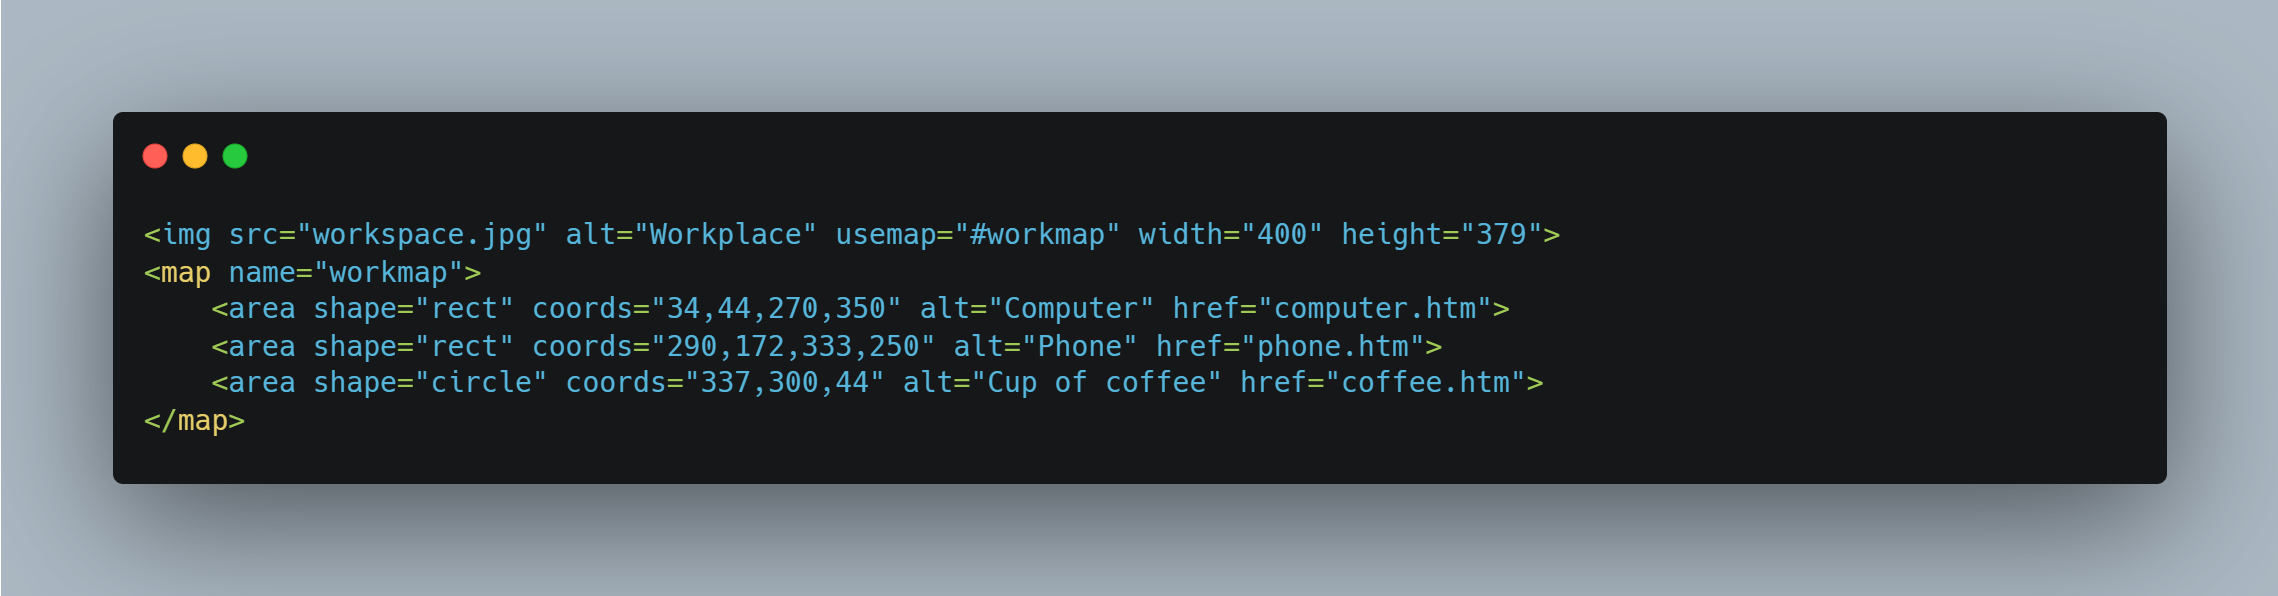 <img src="workspace.jpg" alt="Workplace" usemap="#workmap" width="400" height="379">
<map name="workmap">
    <area shape="rect" coords="34,44,270,350" alt="Computer" href="computer.htm">
    <area shape="rect" coords="290,172,333,250" alt="Phone" href="phone.htm">
    <area shape="circle" coords="337,300,44" alt="Cup of coffee" href="coffee.htm">
</map>